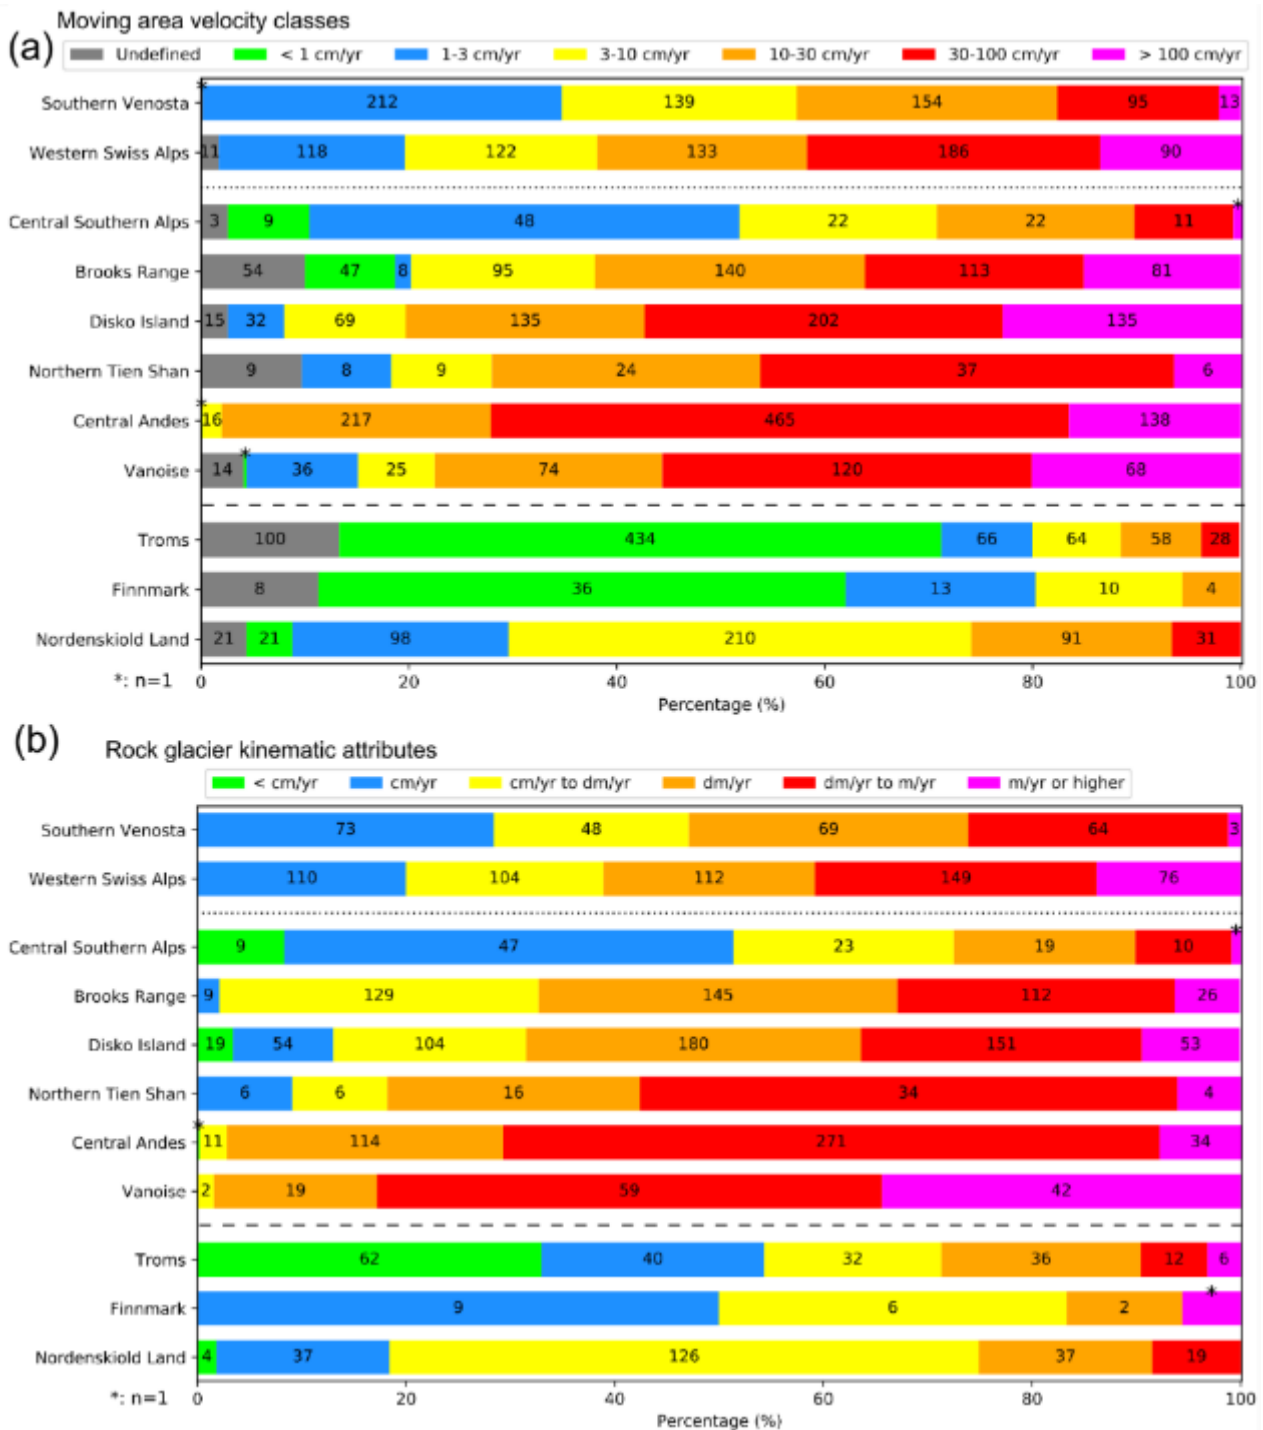 Moving area velocity classes
(a) Undefined < 1 cm/yr 1-3 cm/yr 3-10 cm/yr 10-30 cm/yr 30-100 cm/yr > 100 cm/yr
*
Southern Venosta 212 139 154 95 13
Western Swiss Alps 11 118 122 133 186 90
*
Central Southern Alps 3 9 48 22 22 11
Brooks Range 54 47 8 95 140 113 81
Disko Island 15 32 69 135 202 135
Northern Tien Shan 9 8 9 24 37 6
*
Central Andes 16 217 465 138
*
Vanoise 14 36 25 74 120 68
Troms 100 434 66 64 58 28
Finnmark 8 36 13 10 4
Nordenskiold Land 21 21 98 210 91 31
*: n=1 0 20 40 60 80 100
Percentage (%)
(b) Rock glacier kinematic attributes
< cm/yr cm/yr cm/yr to dm/yr dm/yr dm/yr to m/yr m/yr or higher
Southern Venosta 73 48 69 64 3
Western Swiss Alps 110 104 112 149 76
*
Central Southern Alps 9 47 23 19 10
Brooks Range 9 129 145 112 26
Disko Island 19 54 104 180 151 53
Northern Tien Shan 6 6 16 34 4
*
Central Andes 11 114 271 34
Vanoise 2 19 59 42
Troms 62 40 32 36 12 6
*
Finnmark 9 6 2
Nordenskiold Land 4 37 126 37 19
*: n=1 0 20 40 60 80 100
Percentage (%)